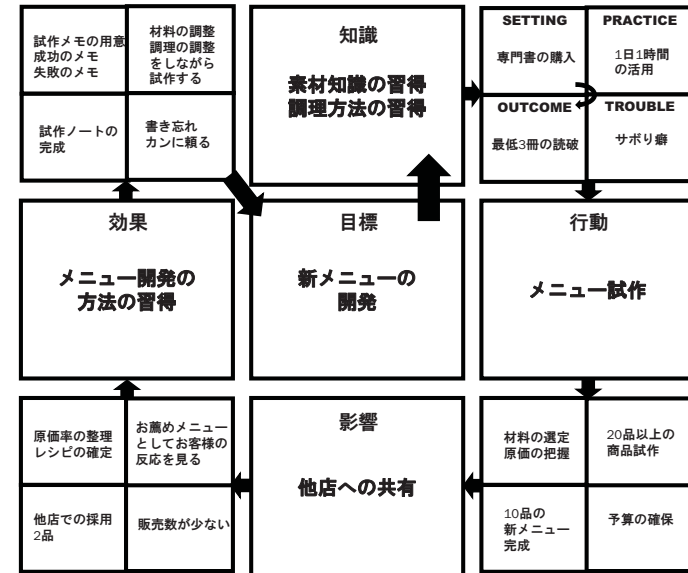 試作メモの用意
成功のメモ
失敗のメモ
材料の調整
調理の調整
をしながら
試作する
試作ノートの
完成
書き忘れ
カンに頼る
知識
素材知識の習得
調理方法の習得
SETTING
専門書の購入
PRACTICE
1日1時間
の活用
OUTCOME
最低3冊の読破
TROUBLE
サボり癖
効果
メニュー開発の
方法の習得
目標
新メニューの
開発
行動
メニュー試作
原価率の整理
レシピの確定
お薦めメニュー
としてお客様の
反応を見る
他店での採用
2品
販売数が少ない
影響
他店への共有
材料の選定
原価の把握
20品以上の
商品試作
10品の
新メニュー
完成
予算の確保